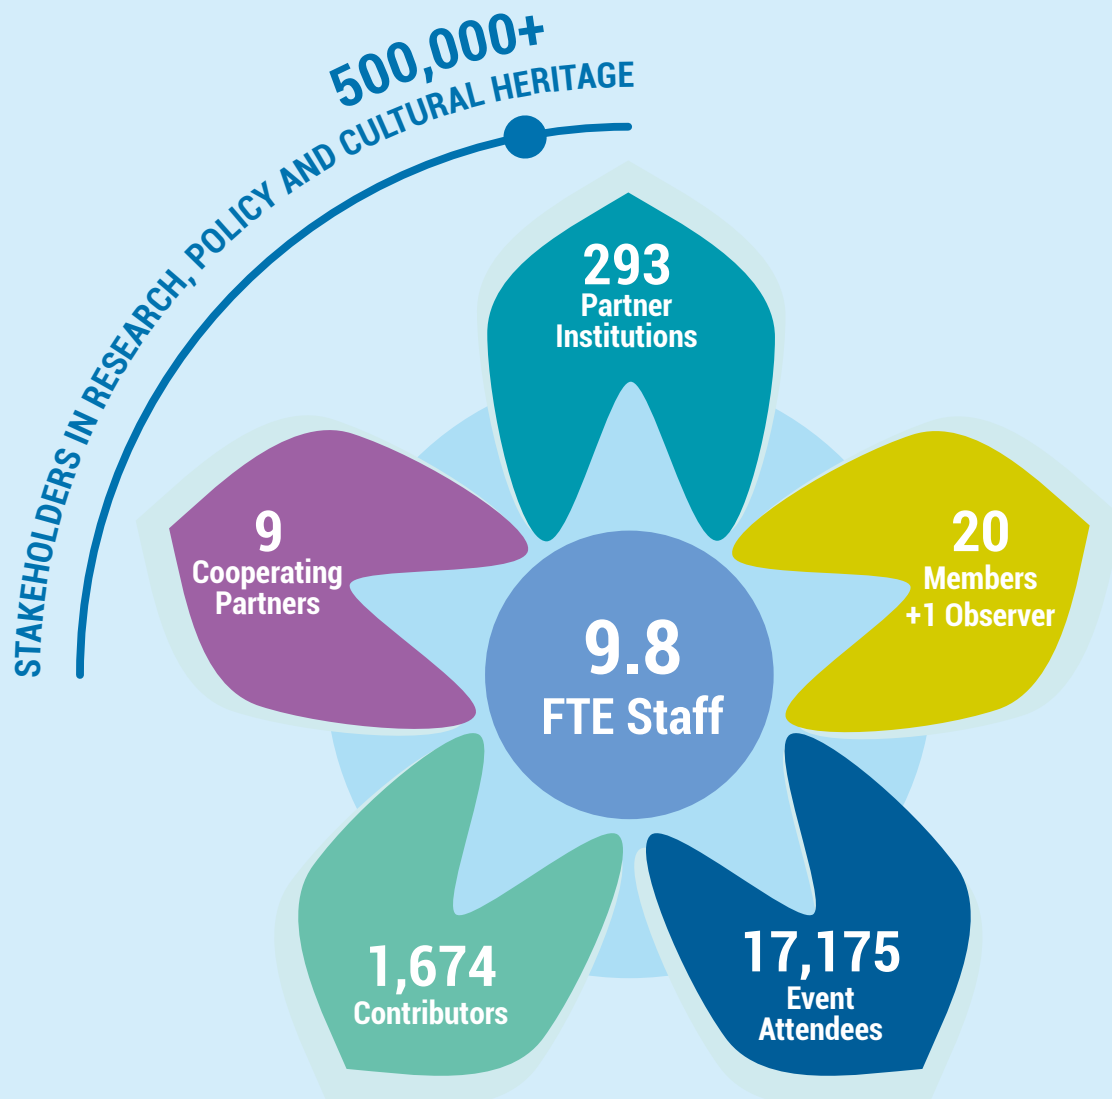 500,000+
STAKEHOLDERS IN RESEARCH, POLICY AND CULTURAL HERITAGE
293
Partner
Institutions
9
Cooperating
Partners
20
Members
+1 Observer
9.8
FTE Staff
1,674
Contributors
17,175
Event
Attendees